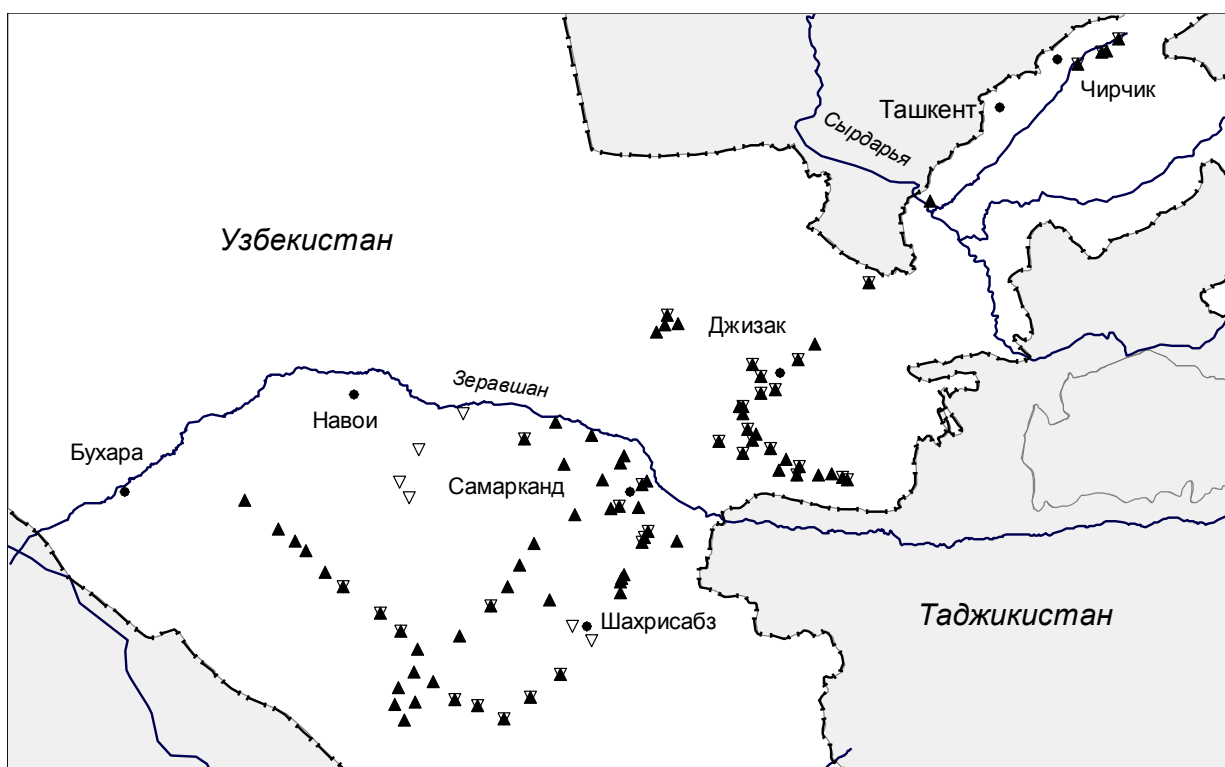 Чирчик
Ташкент
Сырдарья
Узбекистан
Джизак
Зеравшан
Навои
Бухара
Самарканд
Шахрисабз
Таджикистан